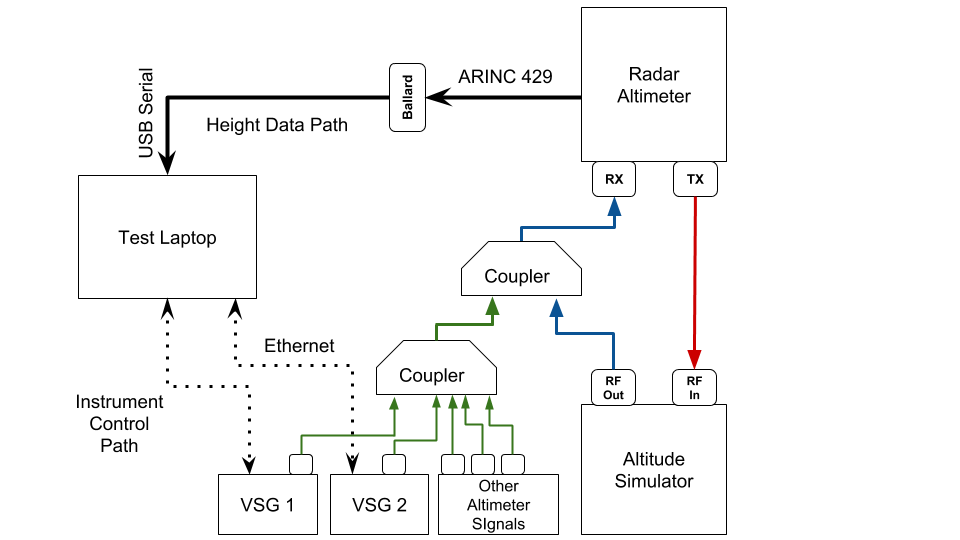 Radar
Altimeter
ARINC 429
Ballard
USB Serial
Height Data Path
RX
TX
Test Laptop
Coupler
Ethernet
Coupler
RF
Out
RF
In
Instrument
Control
Path
Altitude
Simulator
VSG 1
VSG 2
Other
Altimeter
SIgnals